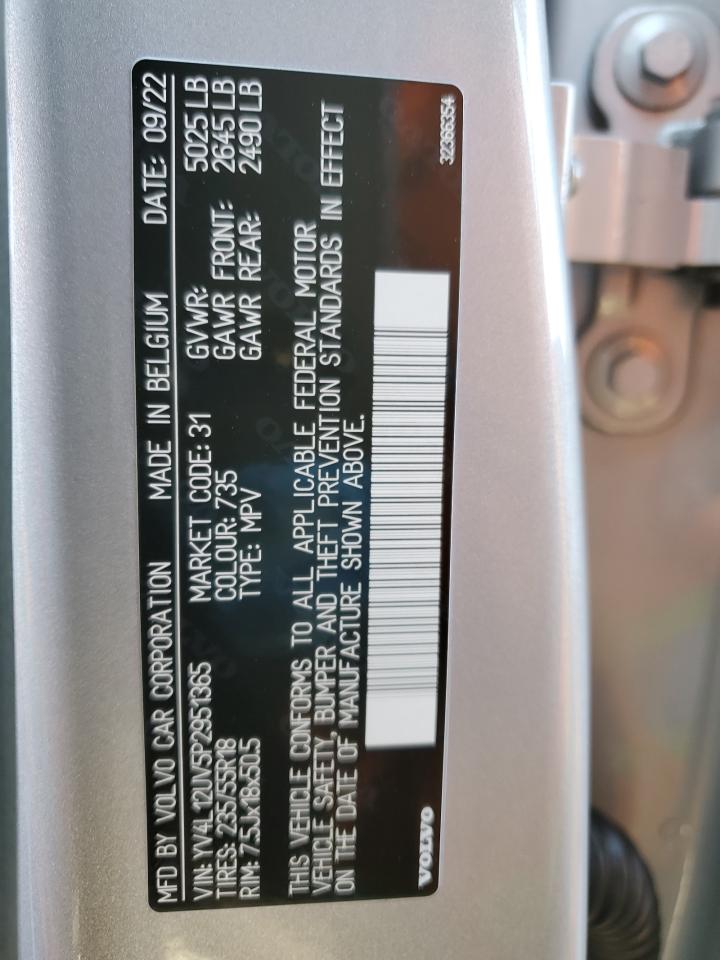 MFD BY VOLVO CAR CORPORATION MADE IN BELGIUM DATE: 09/22
VIN: YV4L12UV5P2951365 MARKET CODE: 31 GVWR: 5025 LB
TIRES: 235/55R18 COLOUR: 735 GAWR FRONT: 2645 LB
RIM: 7.5Jx18x50.5 TYPE: MPV GAWR REAR: 2490 LB
THIS VEHICLE CONFORMS TO ALL APPLICABLE FEDERAL MOTOR
VEHICLE SAFETY, BUMPER AND THEFT PREVENTION STANDARDS IN EFFECT
ON THE DATE OF MANUFACTURE SHOWN ABOVE.
VOLVO 32366354